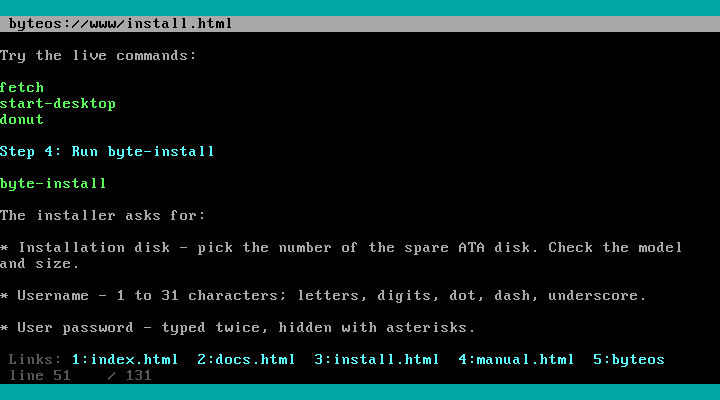 byteos://www/install.html
Try the live commands:
fetch
start-desktop
donut
Step 4: Run byte-install
byte-install
The installer asks for:
* Installation disk - pick the number of the spare ATA disk. Check the model
and size.
* Username - 1 to 31 characters; letters, digits, dot, dash, underscore.
* User password - typed twice, hidden with asterisks.
Links: 1:index.html 2:docs.html 3:install.html 4:manual.html 5:byteos
line 51 / 131